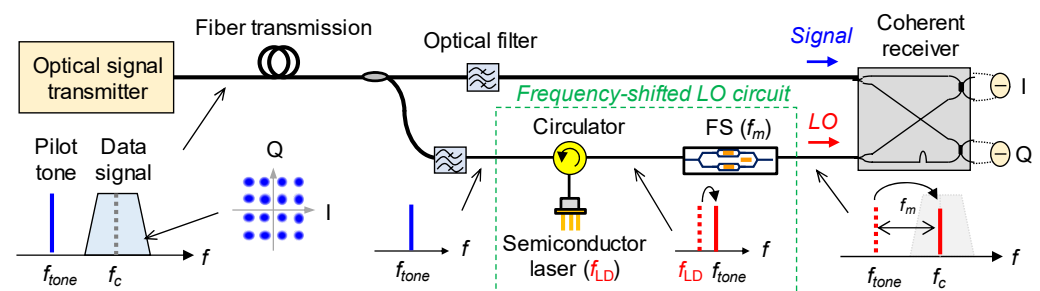 Fiber transmission
Optical signal
transmitter
Optical filter
Signal
Coherent
receiver
Frequency-shifted LO circuit
Circulator
FS (fm)
LO
I
Q
Pilot
tone
Data
signal
Q
I
ftone
fc
f
ftone
f
Semiconductor
laser (fLD)
fLD
ftone
f
fm
ftone
fc
f